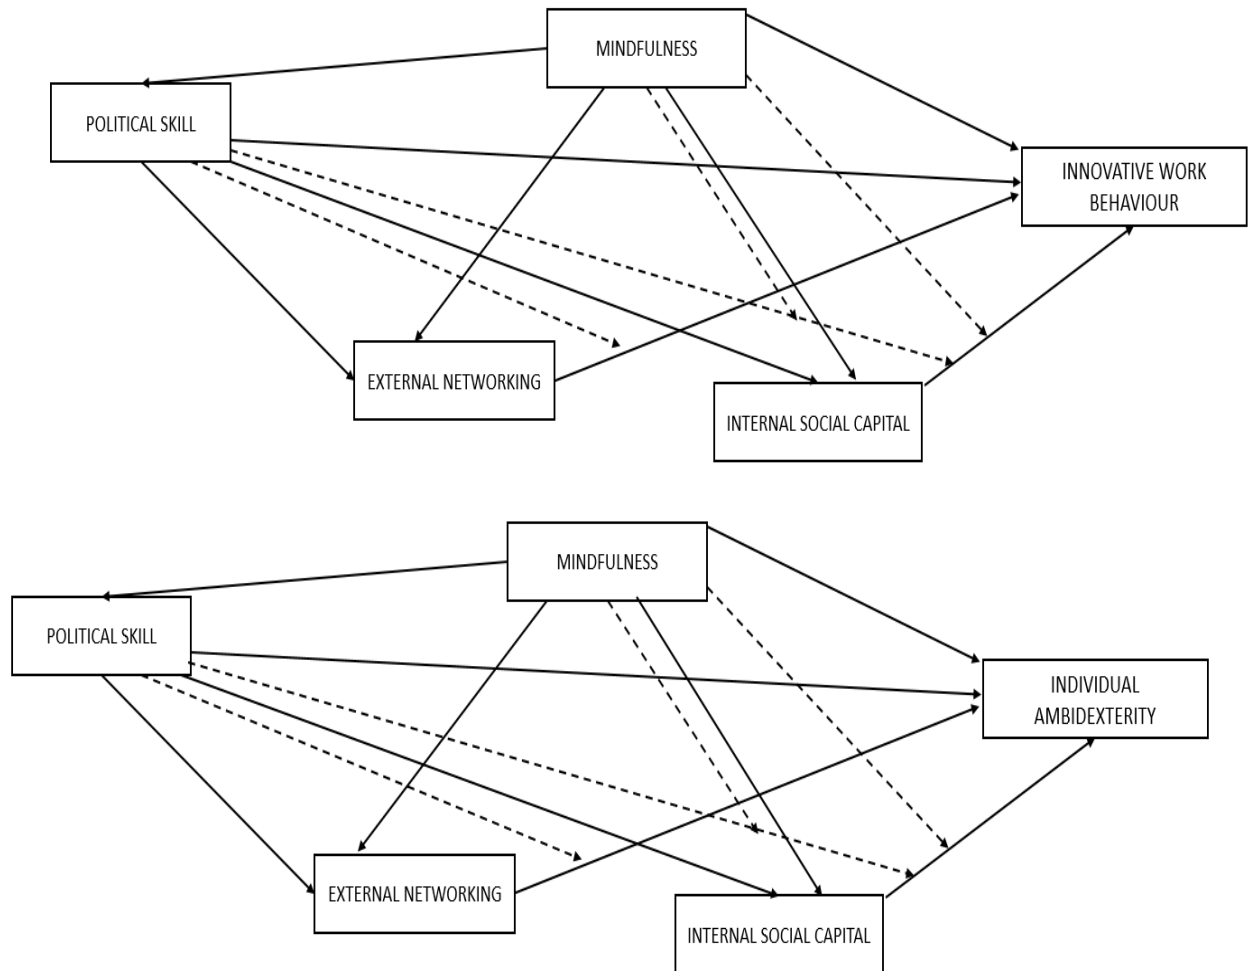 MINDFULNESS
POLITICAL SKILL
INNOVATIVE WORK
BEHAVIOUR
EXTERNAL NETWORKING
INTERNAL SOCIAL CAPITAL
MINDFULNESS
POLITICAL SKILL
INDIVIDUAL
AMBIDEXTERITY
EXTERNAL NETWORKING
INTERNAL SOCIAL CAPITAL